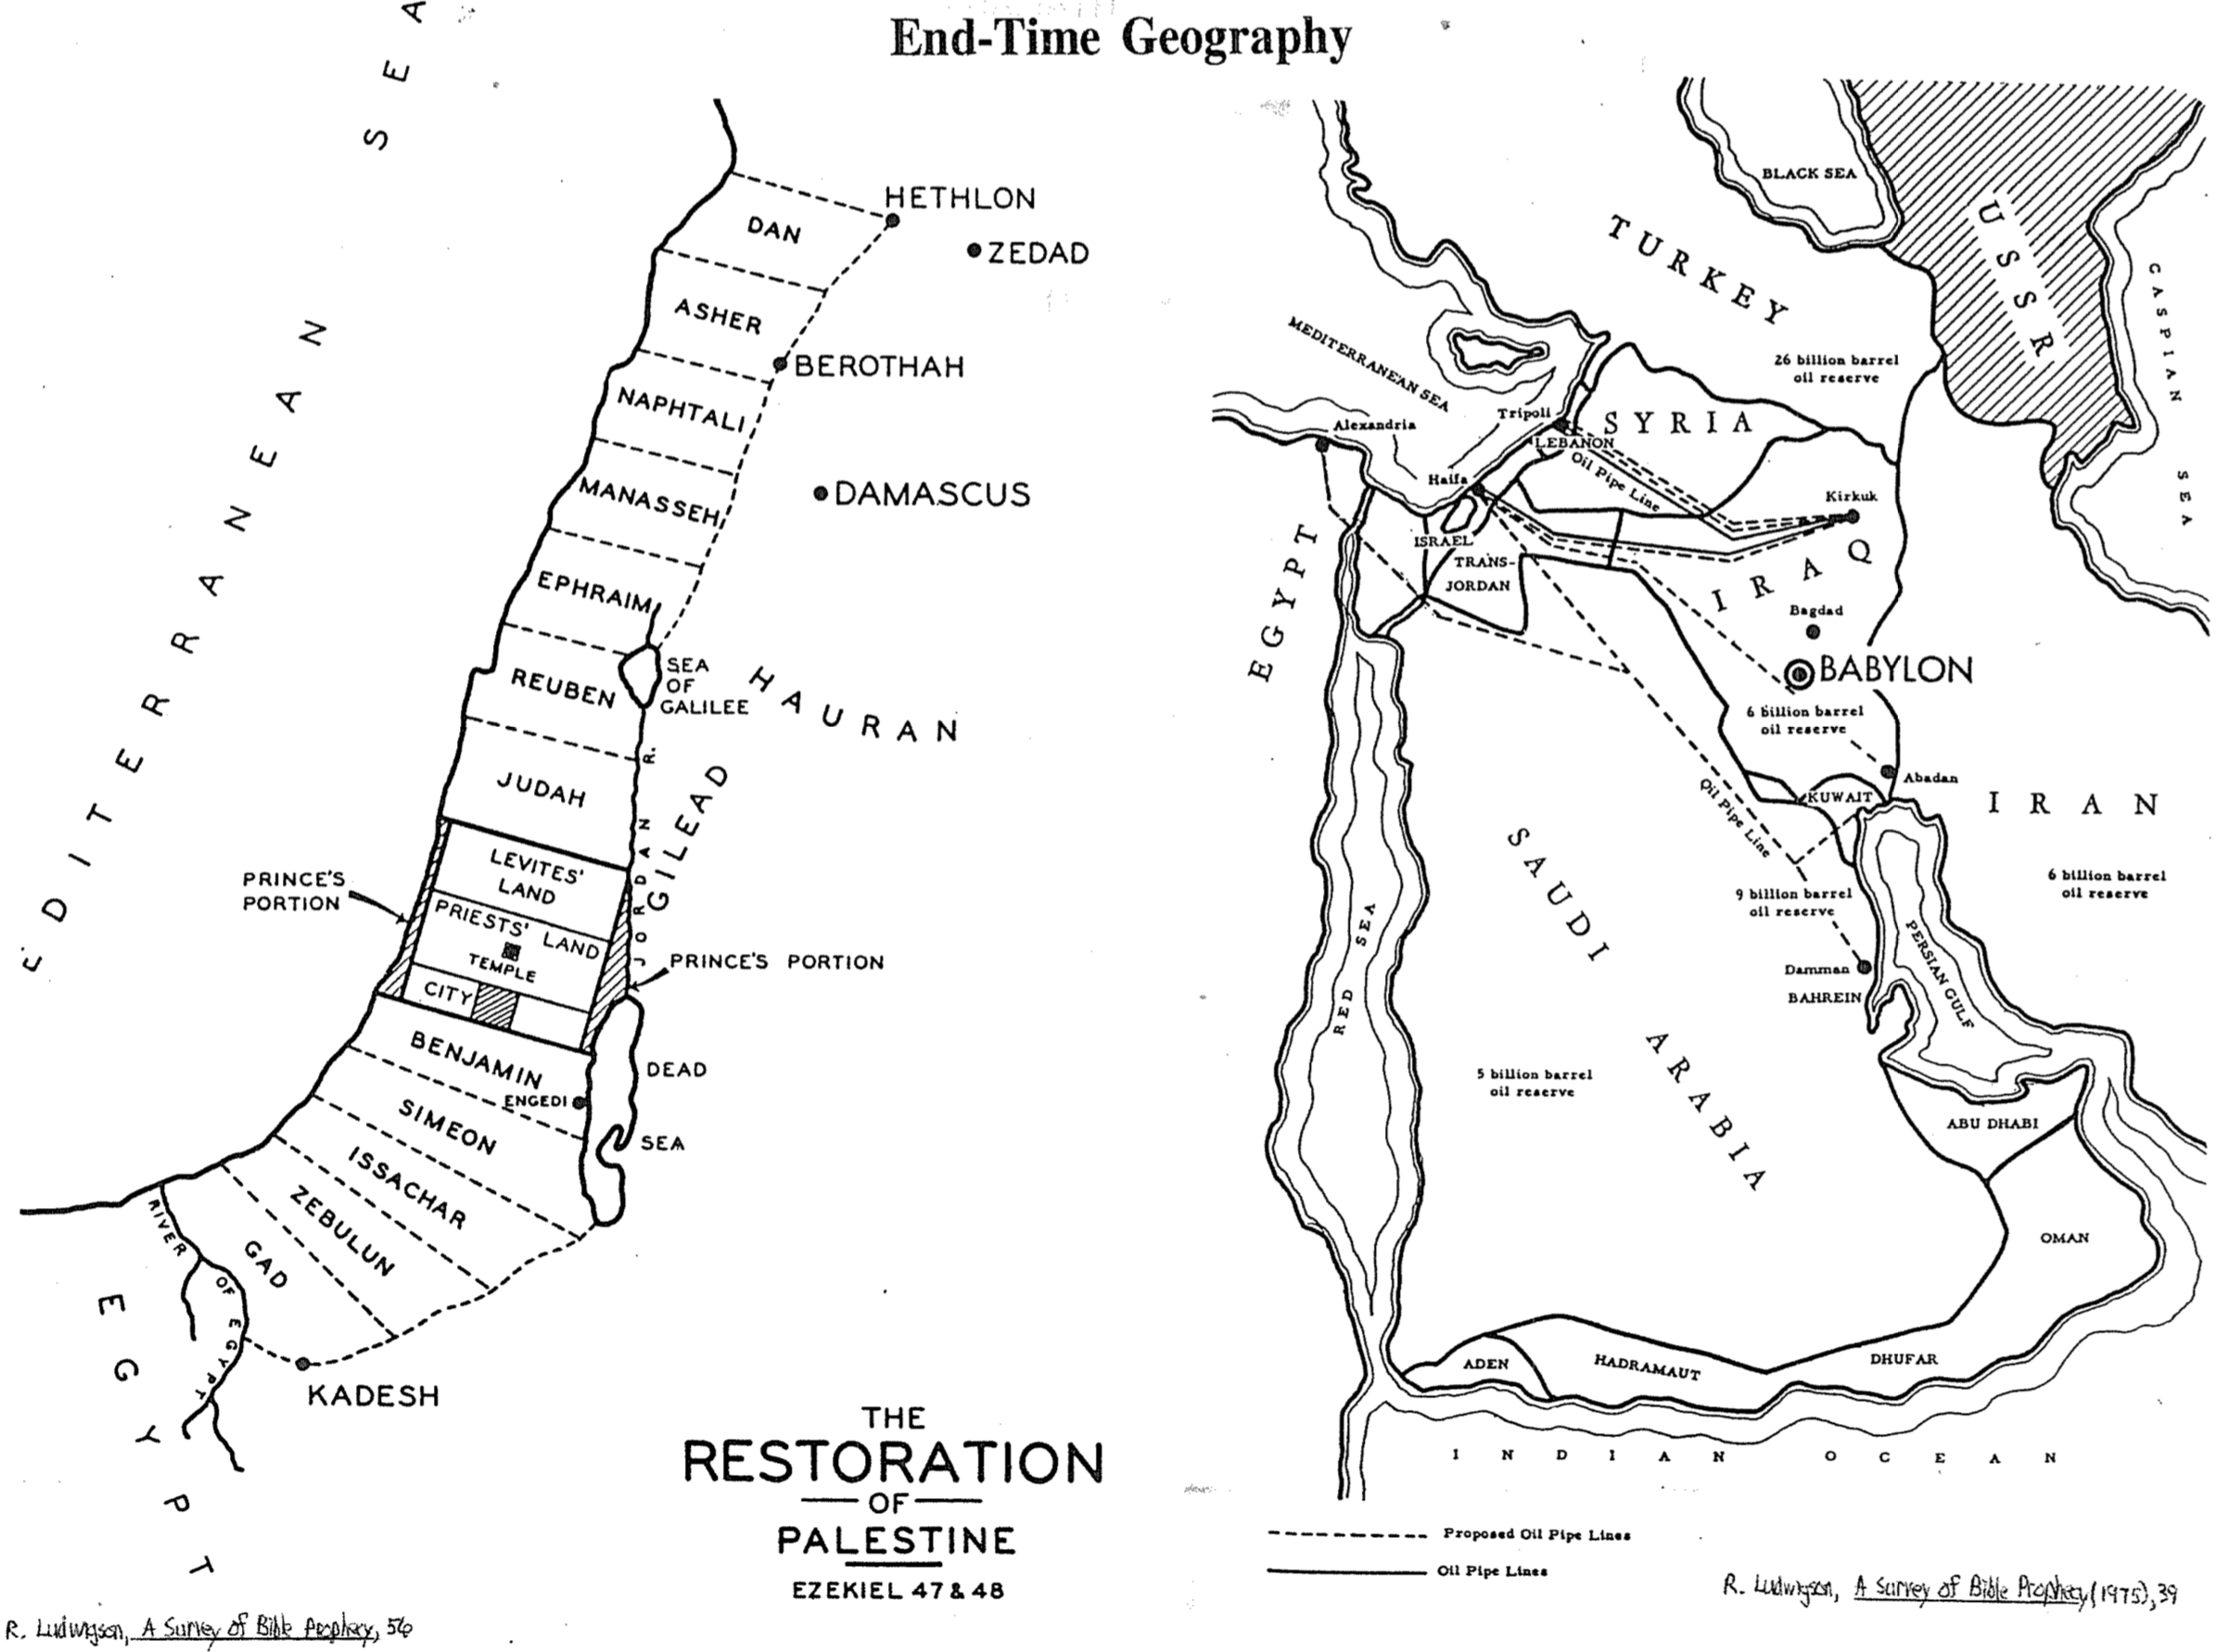 End-Time Geography
EDITERRANEAN SEA
HETHLON
DAN
ZEDAD
ASHER
BEROTHAH
NAPHTALI
DAMASCUS
MANASSEH
EPHRAIM
SEA
OF
GALILEE
REUBEN
HAURAN
JUDAH
JORDAN R.
GILEAD
LEVITES'
LAND
PRINCE'S
PORTION
PRIESTS' LAND
TEMPLE
PRINCE'S PORTION
CITY
BENJAMIN
DEAD
ENGEDI
SIMEON
SEA
ISSACHAR
ZEBULUN
GAD
RIVER OF EGYPT
EGYPT
KADESH
THE
RESTORATION
OF
PALESTINE
EZEKIEL 47 & 48
R. Ludwigson, A Survey of Bible Prophecy, 56
BLACK SEA
USSR
TURKEY
CASPIAN SEA
MEDITERRANEAN SEA
26 billion barrel
oil reserve
Tripoli
SYRIA
Alexandria
LEBANON
Oil Pipe Line
Haifa
Kirkuk
ISRAEL
TRANS-
JORDAN
EGYPT
IRAQ
Bagdad
BABYLON
6 billion barrel
oil reserve
Abadan
KUWAIT
IRAN
Oil Pipe Line
SAUDI ARABIA
6 billion barrel
oil reserve
9 billion barrel
oil reserve
RED SEA
PERSIAN GULF
Damman
BAHREIN
5 billion barrel
oil reserve
ABU DHABI
OMAN
ADEN
HADRAMAUT
DHUFAR
INDIAN OCEAN
Proposed Oil Pipe Lines
Oil Pipe Lines
R. Ludwigson, A Survey of Bible Prophecy (1975), 39